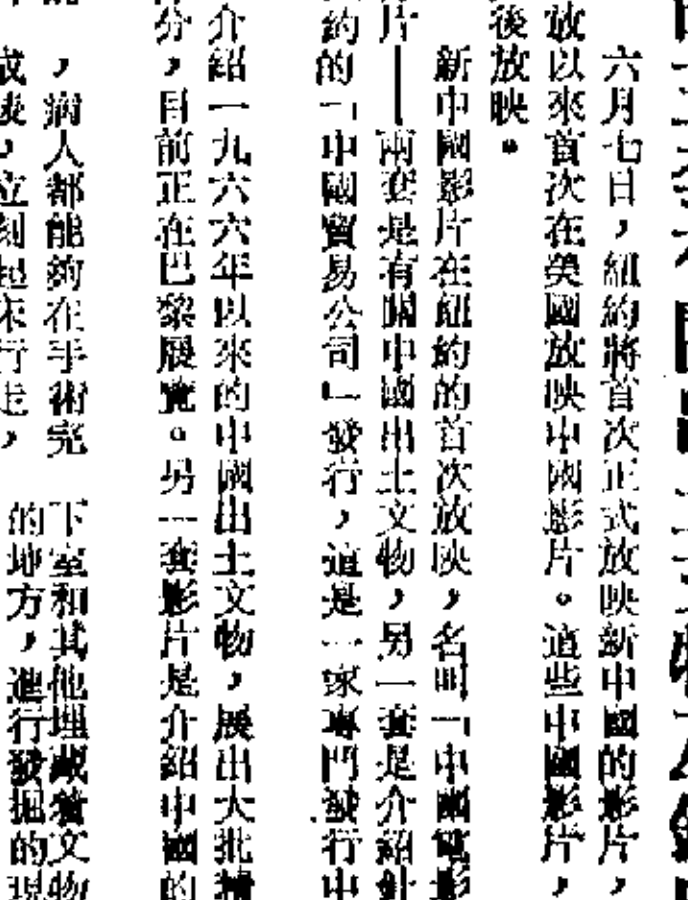 六月七日，紐約將首次正式放映新中國的影片，
放以來首次在美國放映中國影片。這些中國影片，
後放映。
新中國影片在紐約的首次放映，名叫「中國電影
片——兩套是有關中國出土文物，另一套是介紹針
約的「中國貿易公司」發行，這是一家專門發行中
介紹一九六六年以來的中國出土文物，展出大批精
分，目前正在巴黎展覽。另一套影片是介紹中國的
，病人都能夠在手術完
立刻起來行走，
下室和其他埋藏着文物
的地方，進行發掘的現